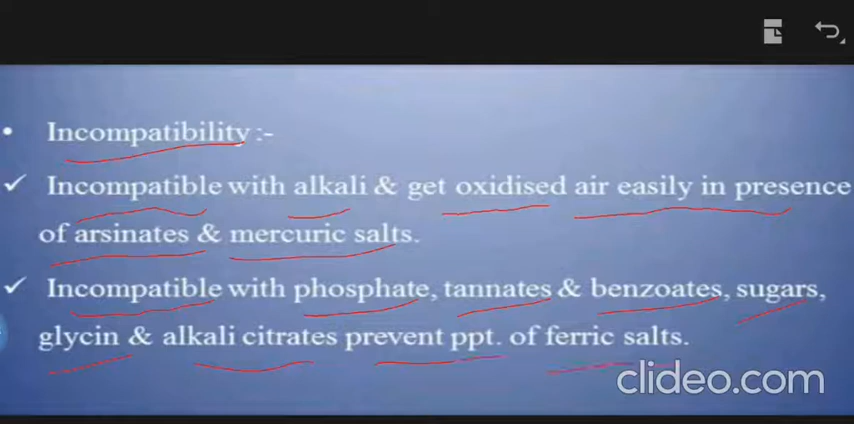 • Incompatibility :-
✓ Incompatible with alkali & get oxidised air easily in presence
of arsinates & mercuric salts.
✓ Incompatible with phosphate, tannates & benzoates, sugars,
glycin & alkali citrates prevent ppt. of ferric salts.
clideo.com